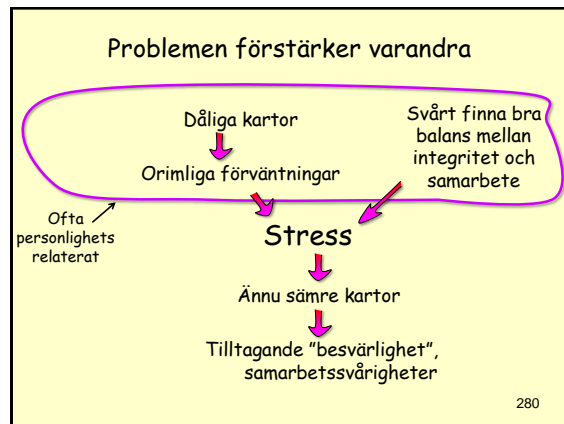 Problemen förstärker varandra
Dåliga kartor
Orimliga förväntningar
Svårt finna bra
balans mellan
integritet och
samarbete
Ofta
personlighets
relaterat
Stress
Ännu sämre kartor
Tilltagande ”besvärlighet”,
samarbetssvårigheter
280